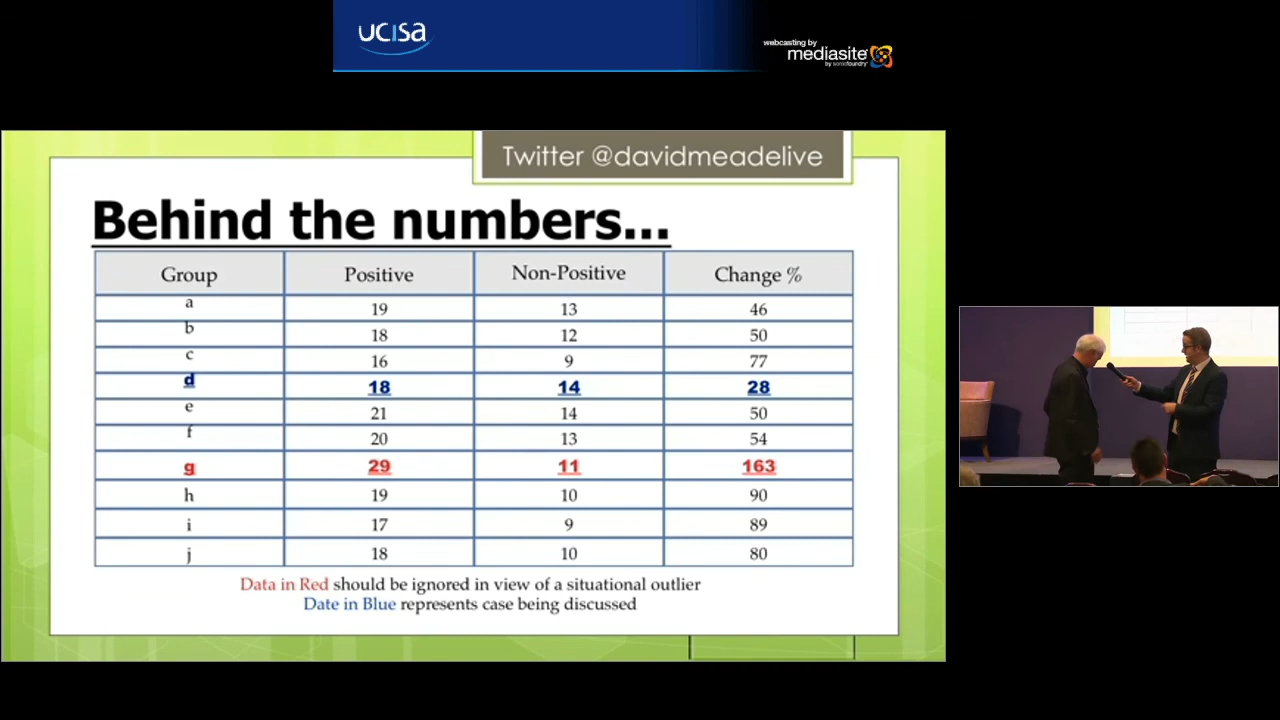 ucisa
webcasting by
mediasite
by sonicfoundry
Twitter @davidmeadelive
Behind the numbers...
Group Positive Non-Positive Change %
a 19 13 46
b 18 12 50
c 16 9 77
d 18 14 28
e 21 14 50
f 20 13 54
g 29 11 163
h 19 10 90
i 17 9 89
j 18 10 80
Data in Red should be ignored in view of a situational outlier
Date in Blue represents case being discussed